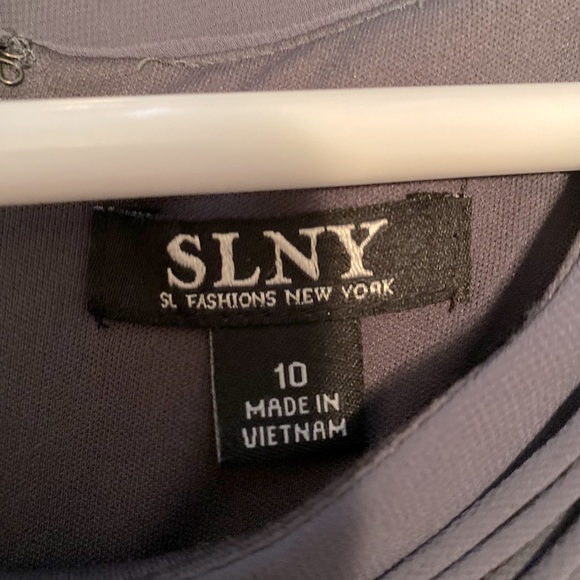 SLNY
SL FASHIONS NEW YORK
10
MADE IN
VIETNAM